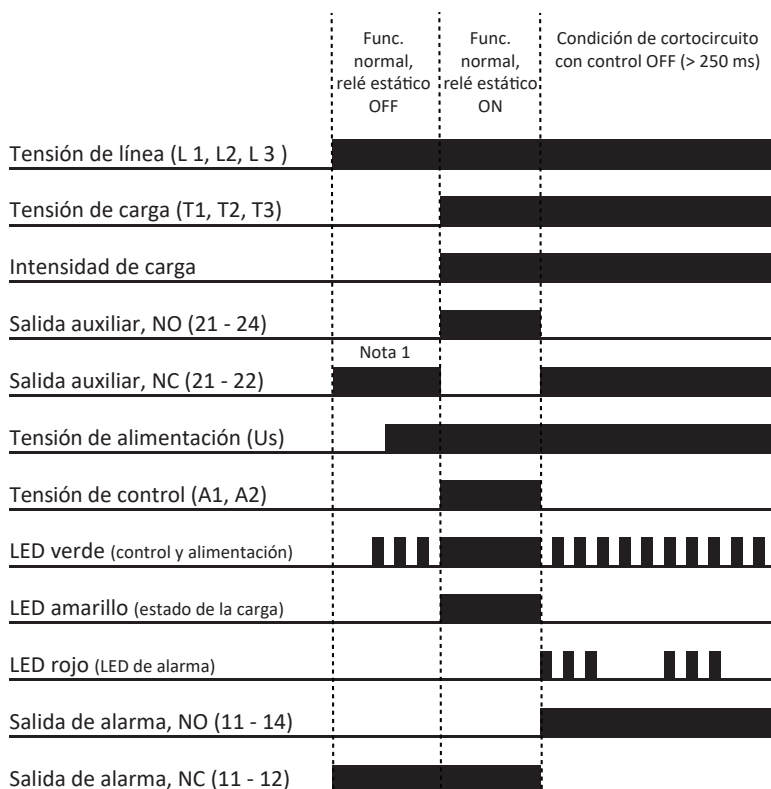 Func.
normal,
relé estático
OFF
Func.
normal,
relé estático
ON
Condición de cortocircuito
con control OFF (> 250 ms)
Tensión de línea (L 1, L2, L 3 )
Tensión de carga (T1, T2, T3)
Intensidad de carga
Salida auxiliar, NO (21 - 24)
Nota 1
Salida auxiliar, NC (21 - 22)
Tensión de alimentación (Us)
Tensión de control (A1, A2)
LED verde (control y alimentación)
LED amarillo (estado de la carga)
LED rojo (LED de alarma)
Salida de alarma, NO (11 - 14)
Salida de alarma, NC (11 - 12)